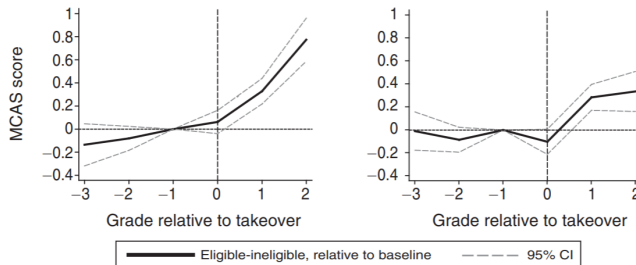 1 1
0.8 0.8
0.6 0.6
0.4 0.4
0.2 0.2
0 0
−0.2 −0.2
−0.4 −0.4
MCAS score
−3 −2 −1 0 1 2 −3 −2 −1 0 1 2
Grade relative to takeover Grade relative to takeover
Eligible-ineligible, relative to baseline 95% CI